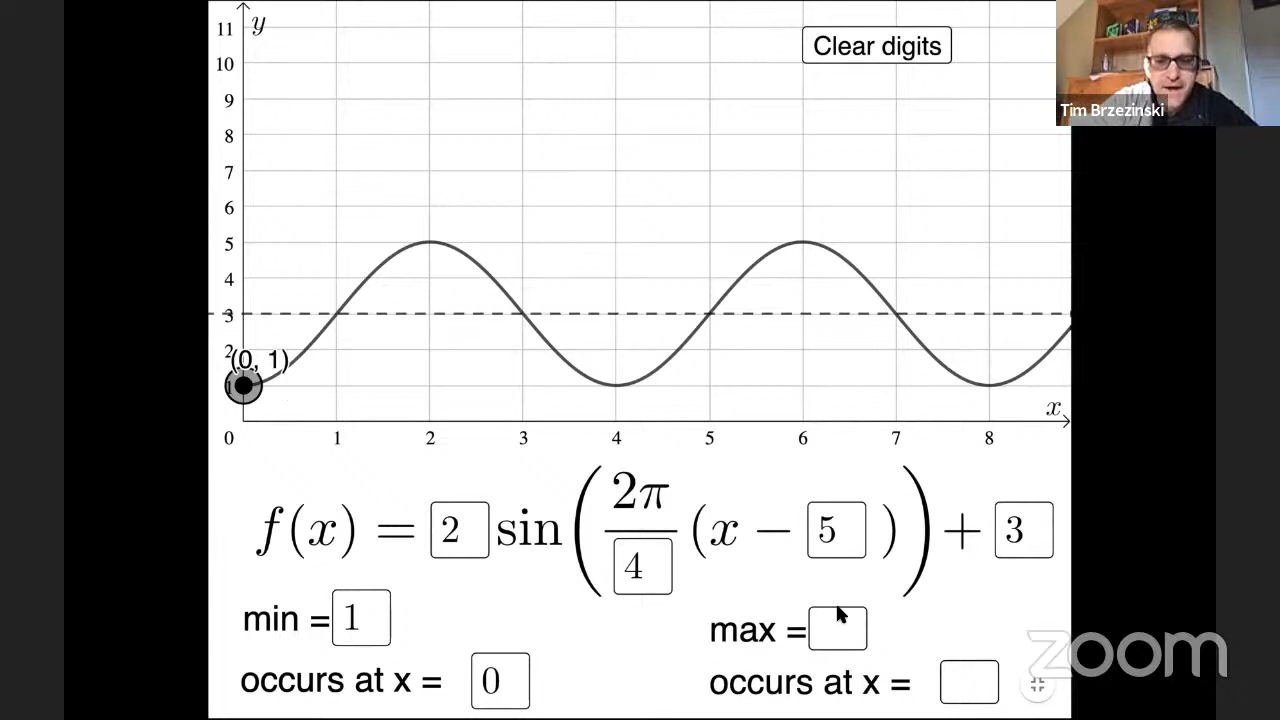 11
y
Clear digits
10
9
8
7
6
5
4
3
2
(0, 1)
1
x
0 1 2 3 4 5 6 7 8
Tim Brzezinski
f(x) = 2 sin(2π/4 (x − 5)) + 3
min = 1
max =
occurs at x = 0
occurs at x =
zoom